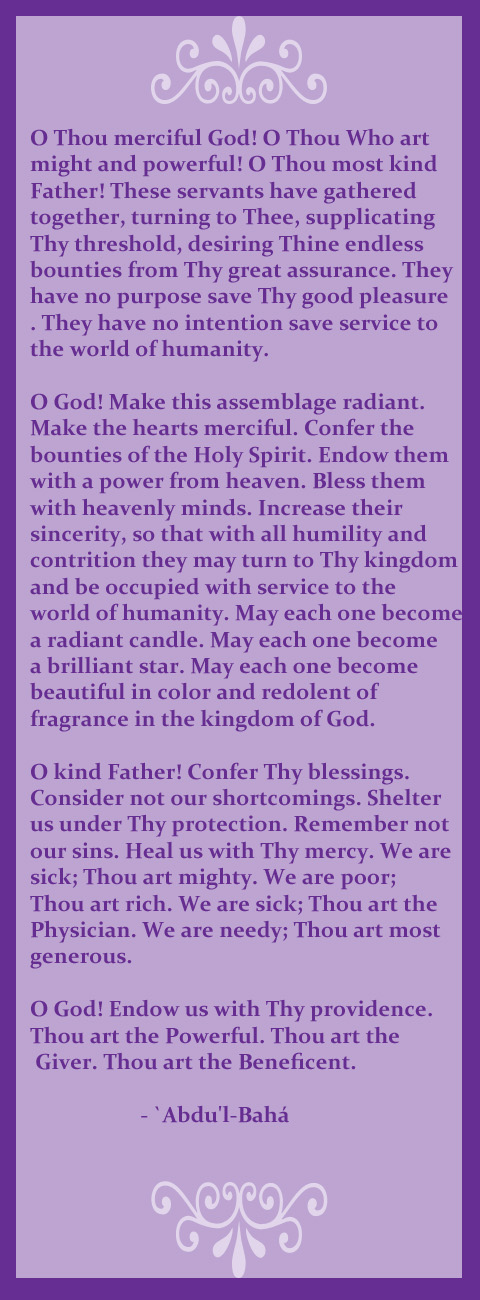 O Thou merciful God! O Thou Who art
might and powerful! O Thou most kind
Father! These servants have gathered
together, turning to Thee, supplicating
Thy threshold, desiring Thine endless
bounties from Thy great assurance. They
have no purpose save Thy good pleasure
. They have no intention save service to
the world of humanity.

O God! Make this assemblage radiant.
Make the hearts merciful. Confer the
bounties of the Holy Spirit. Endow them
with a power from heaven. Bless them
with heavenly minds. Increase their
sincerity, so that with all humility and
contrition they may turn to Thy kingdom
and be occupied with service to the
world of humanity. May each one become
a radiant candle. May each one become
a brilliant star. May each one become
beautiful in color and redolent of
fragrance in the kingdom of God.

O kind Father! Confer Thy blessings.
Consider not our shortcomings. Shelter
us under Thy protection. Remember not
our sins. Heal us with Thy mercy. We are
sick; Thou art mighty. We are poor;
Thou art rich. We are sick; Thou art the
Physician. We are needy; Thou art most
generous.

O God! Endow us with Thy providence.
Thou art the Powerful. Thou art the
Giver. Thou art the Beneficent.

- `Abdu'l-Bahá